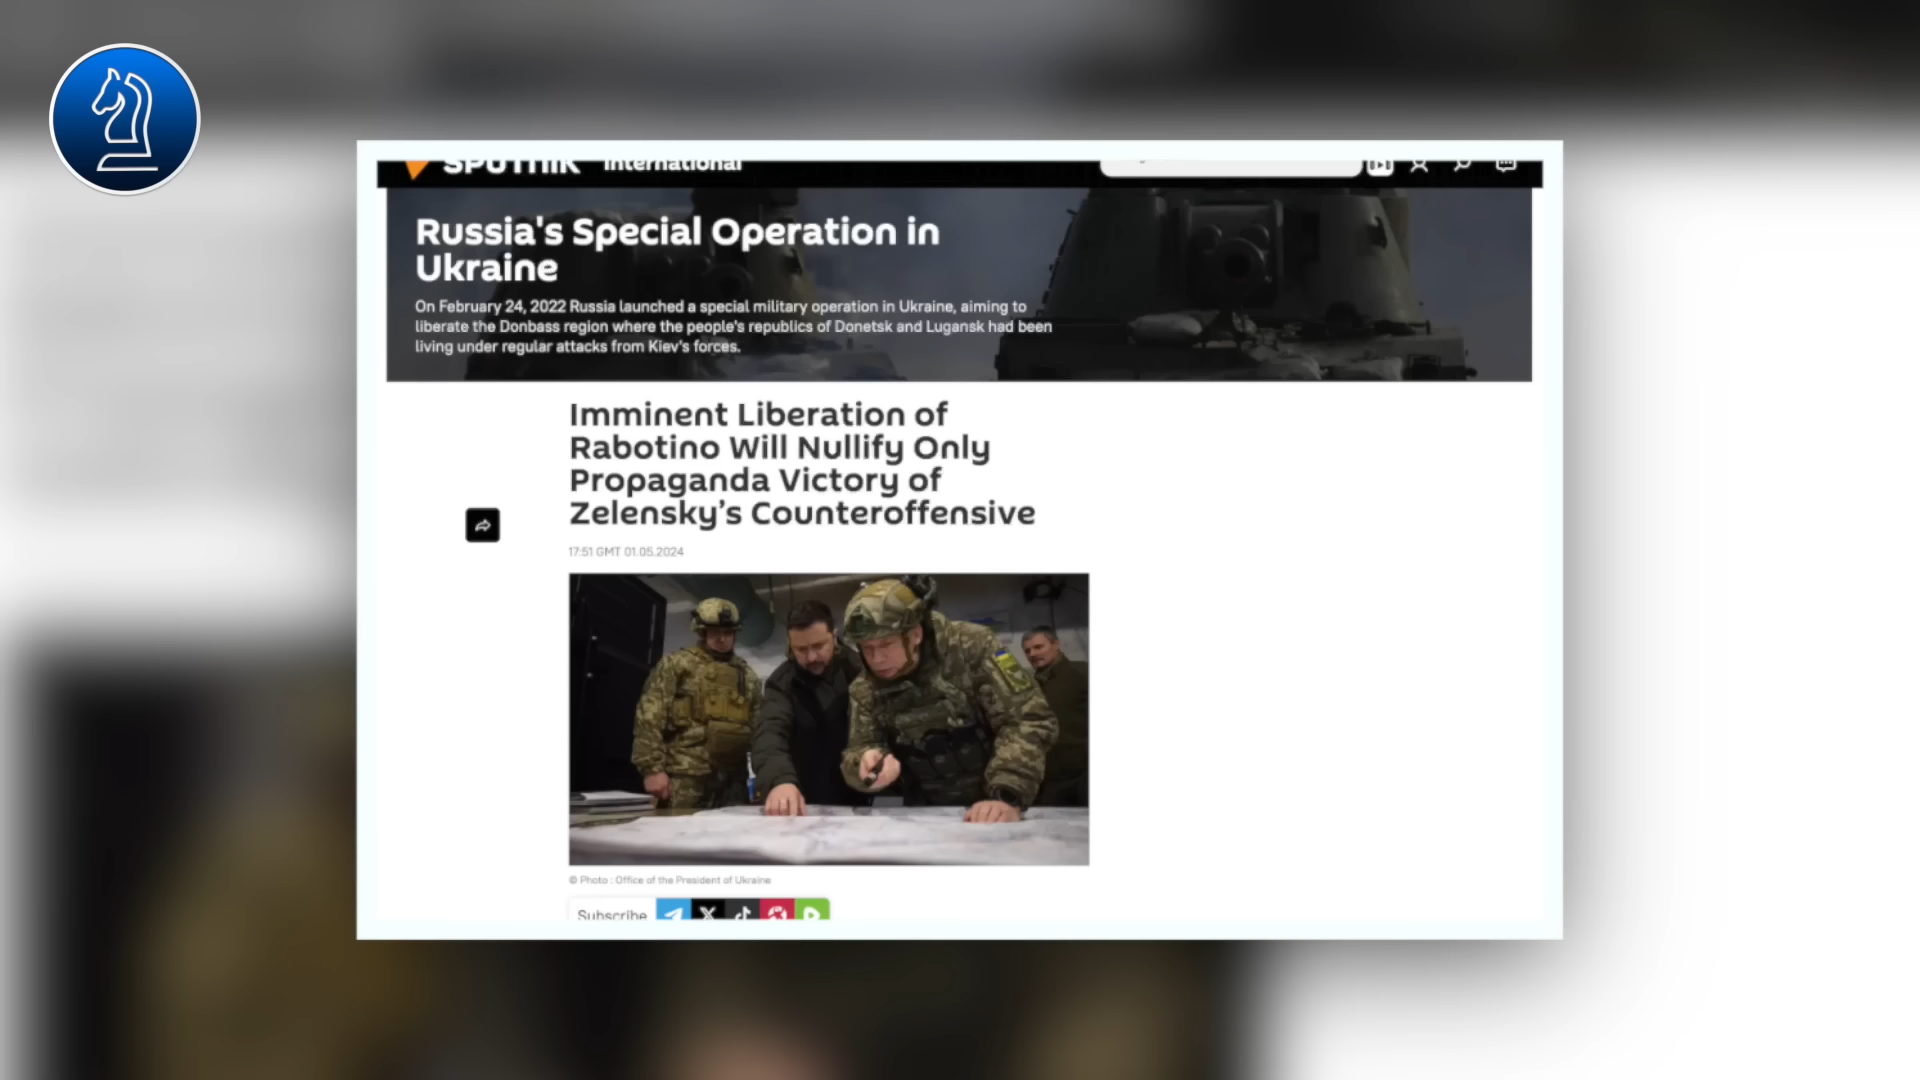 SPUTNIK International
Russia's Special Operation in
Ukraine
On February 24, 2022 Russia launched a special military operation in Ukraine, aiming to
liberate the Donbass region where the people's republics of Donetsk and Lugansk had been
living under regular attacks from Kiev's forces.
Imminent Liberation of
Rabotino Will Nullify Only
Propaganda Victory of
Zelensky’s Counteroffensive
17:51 GMT 01.05.2024
© Photo : Office of the President of Ukraine
Subscribe